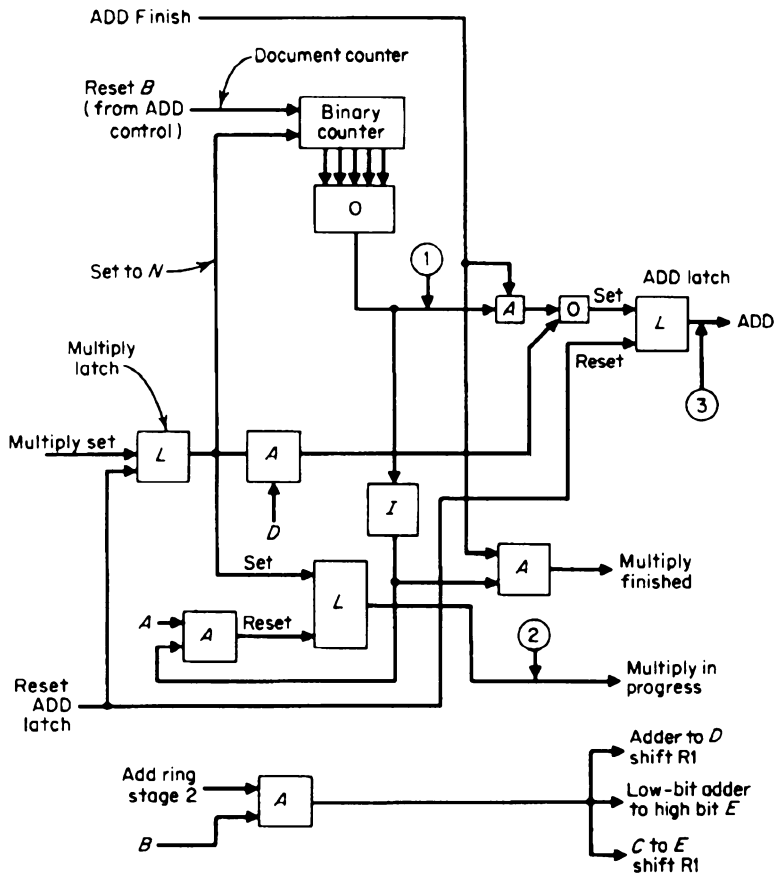 ADD Finish
Document counter
Reset B
(from ADD
control)
Binary
counter
O
Set to N
1
A
O
Set
ADD latch
L
ADD
Reset
3
Multiply
latch
Multiply set
L
A
D
I
Set
L
A
A
Reset
A
Multiply
finished
2
Multiply in
progress
Reset
ADD
latch
Add ring
stage 2
A
B
Adder to D
shift R1
Low-bit adder
to high bit E
C to E
shift R1